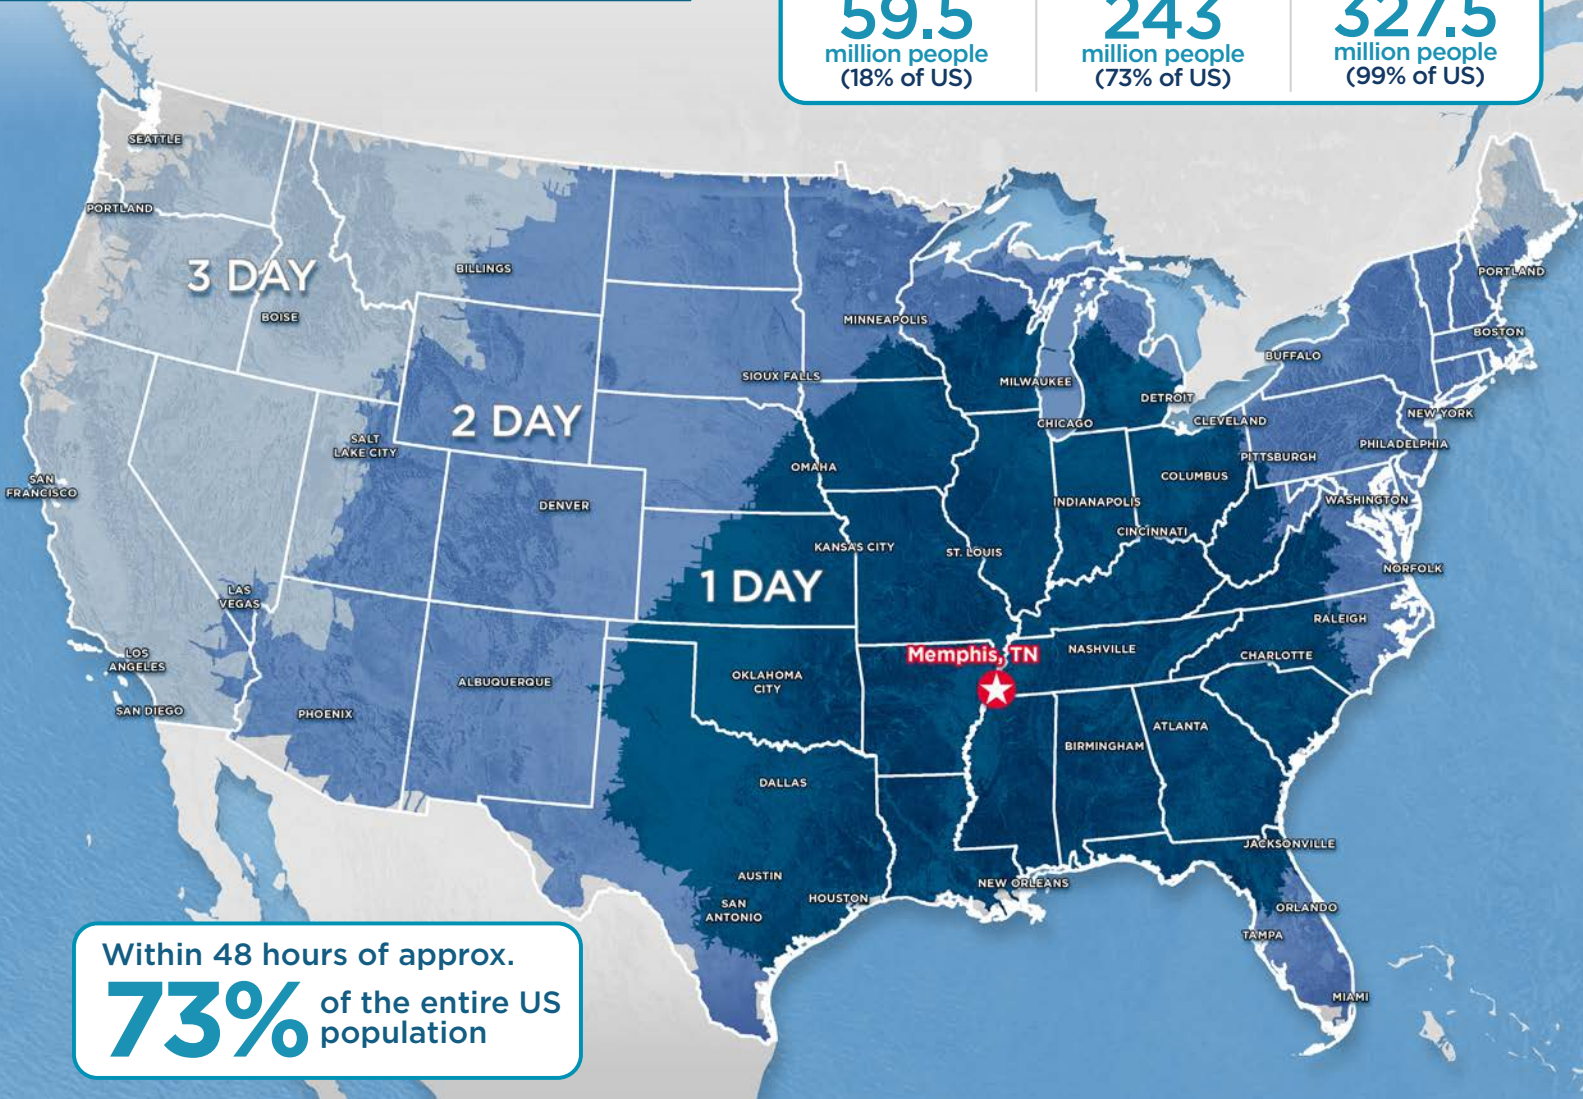 59.5
million people
(18% of US)
243
million people
(73% of US)
327.5
million people
(99% of US)
SEATTLE
PORTLAND
3 DAY
BOISE
BILLINGS
MINNEAPOLIS
SIOUX FALLS
MILWAUKEE
DETROIT
BUFFALO
PORTLAND
BOSTON
2 DAY
SALT
LAKE CITY
OMAHA
CHICAGO
CLEVELAND
NEW YORK
PHILADELPHIA
PITTSBURGH
SAN
FRANCISCO
DENVER
COLUMBUS
INDIANAPOLIS
WASHINGTON
CINCINNATI
KANSAS CITY
ST. LOUIS
NORFOLK
1 DAY
LAS
VEGAS
RALEIGH
LOS
ANGELES
ALBUQUERQUE
OKLAHOMA
CITY
Memphis, TN
NASHVILLE
CHARLOTTE
SAN DIEGO
PHOENIX
ATLANTA
BIRMINGHAM
DALLAS
JACKSONVILLE
AUSTIN
SAN
ANTONIO
HOUSTON
NEW ORLEANS
ORLANDO
TAMPA
MIAMI
Within 48 hours of approx.
73%
of the entire US
population